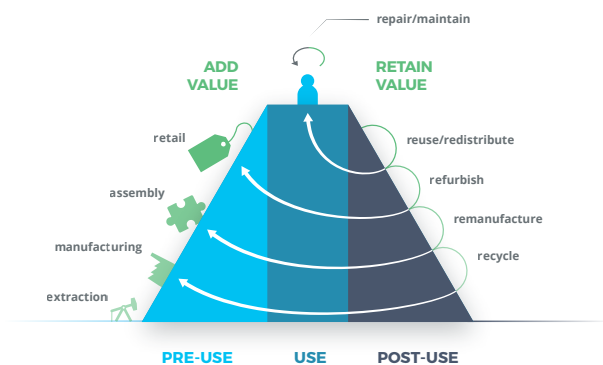 repair/maintain
ADD
VALUE
RETAIN
VALUE
retail
reuse/redistribute
refurbish
assembly
remanufacture
manufacturing
recycle
extraction
PRE-USE
USE
POST-USE